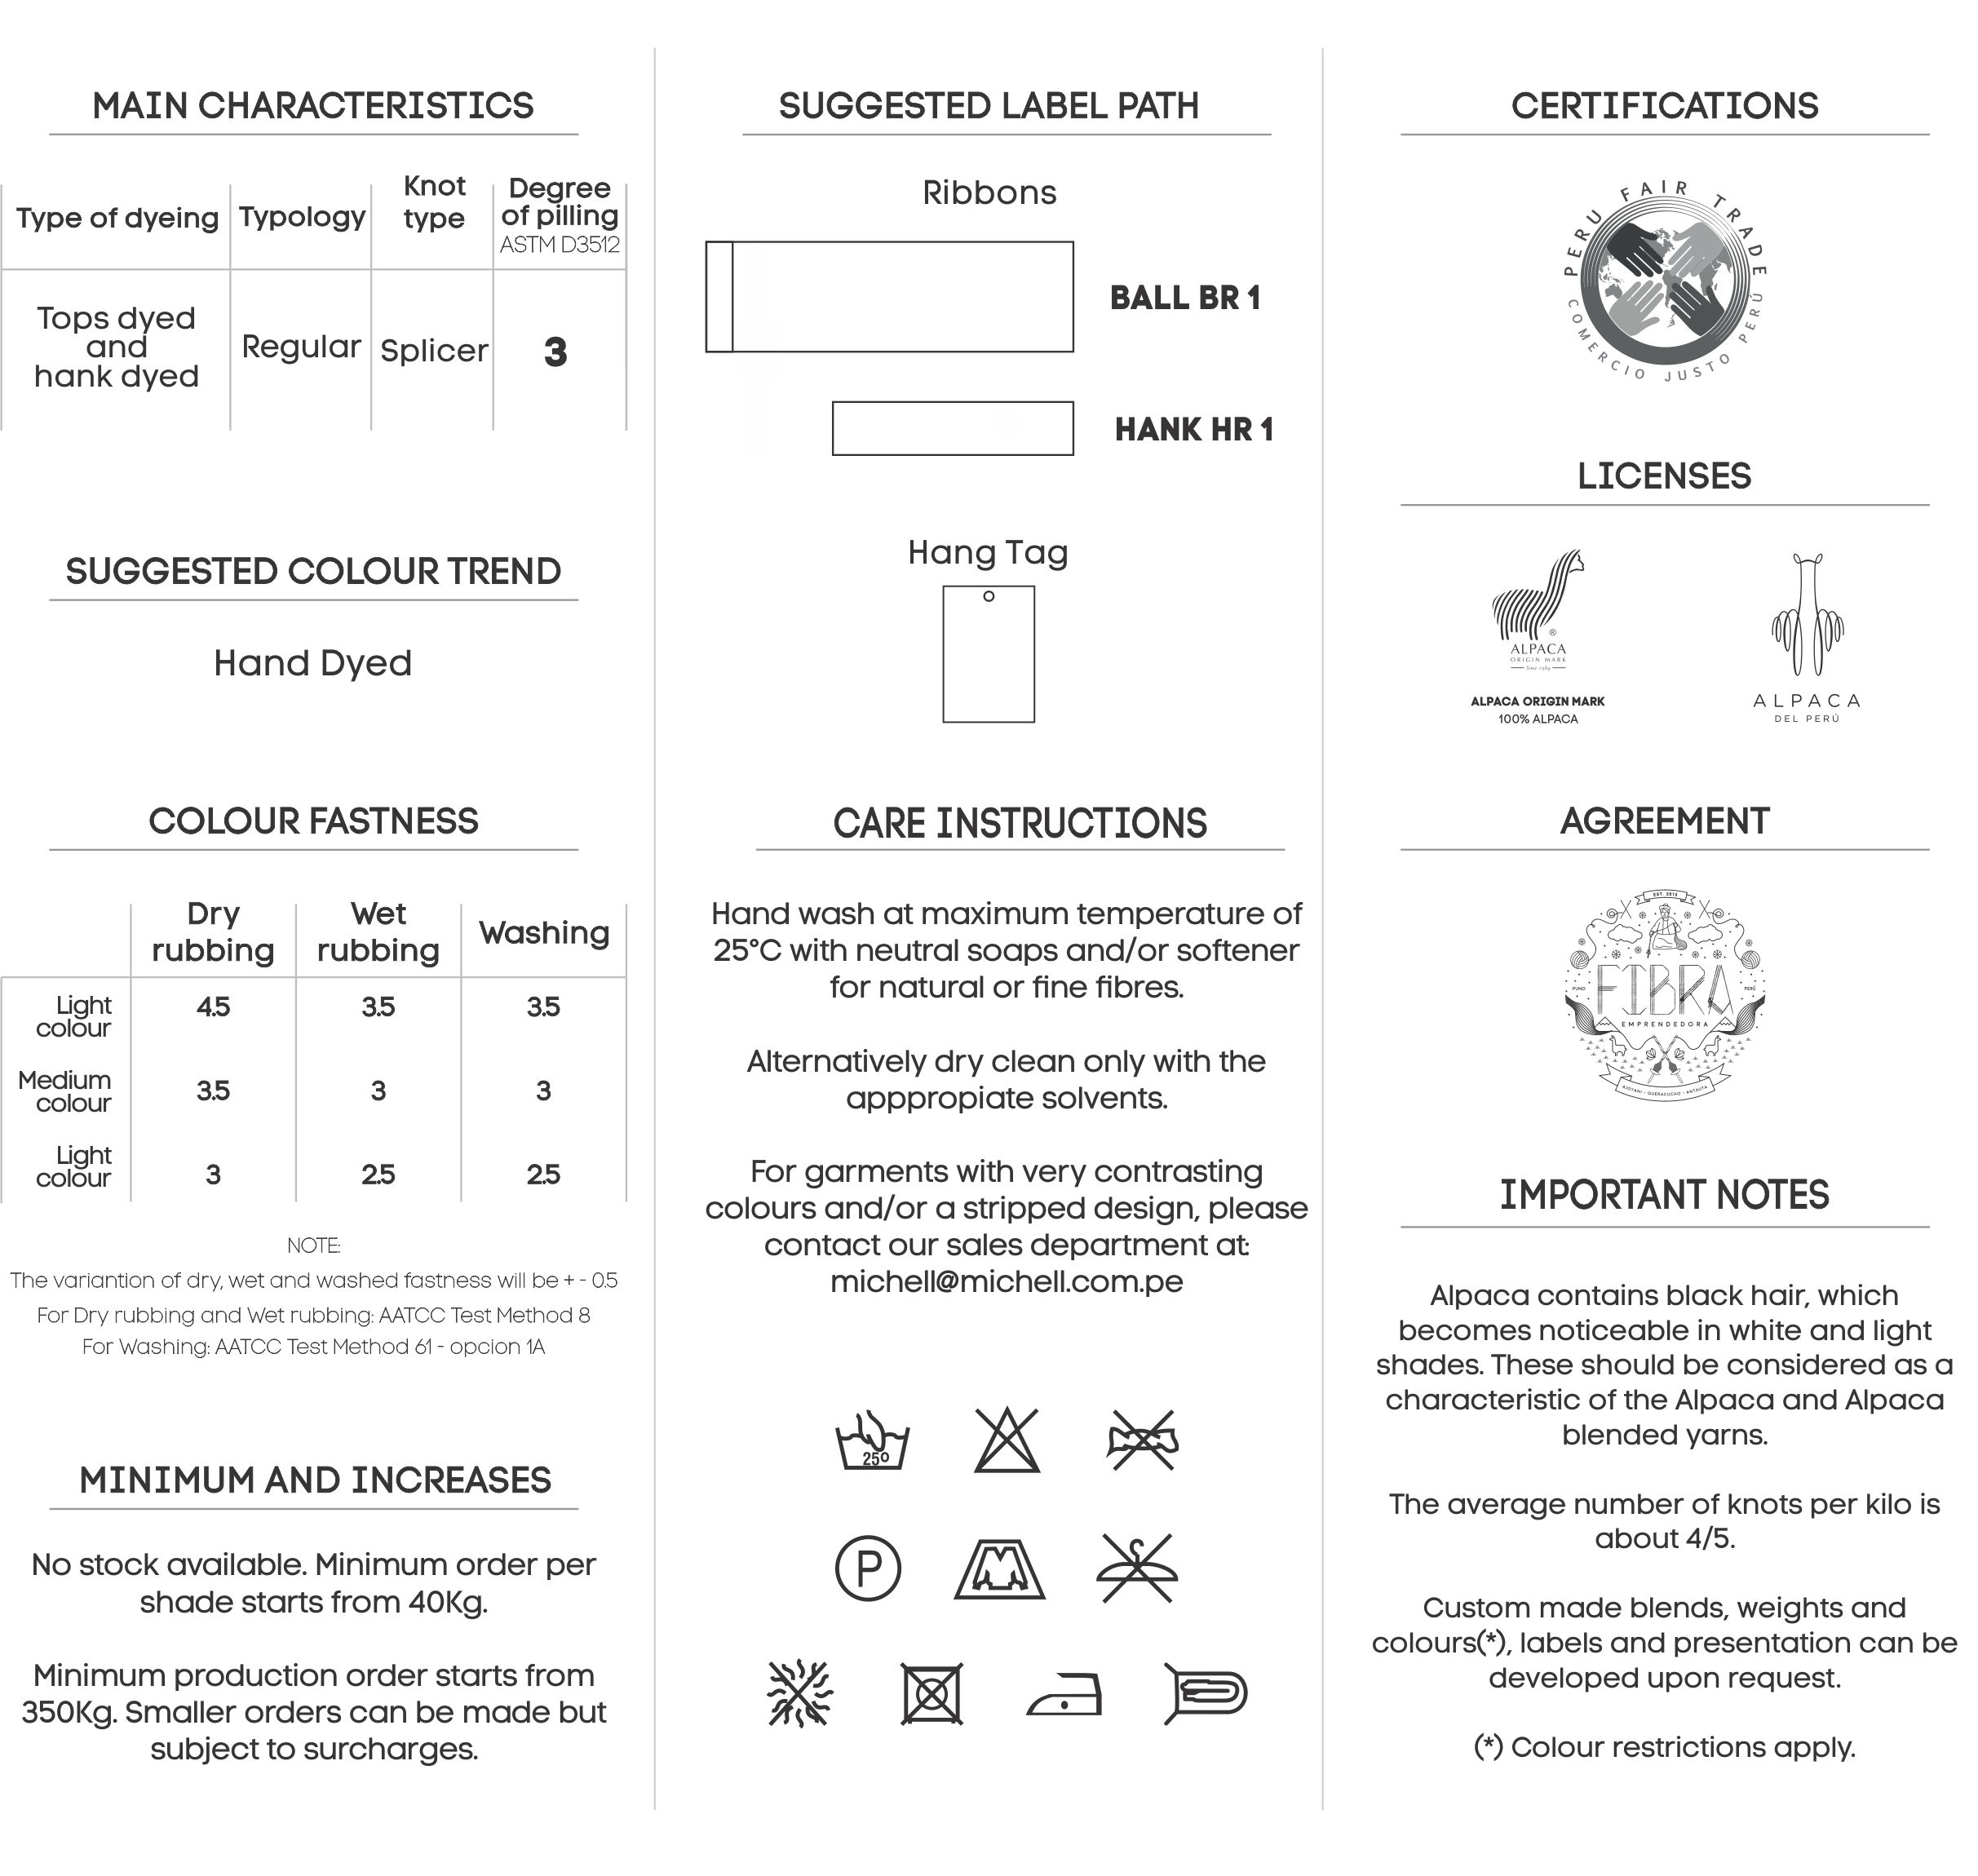 MAIN CHARACTERISTICS
Type of dyeing
Typology
Knot
type
Degree
of pilling
ASTM D3512
Tops dyed
and
hank dyed
Regular
Splicer
3
SUGGESTED COLOUR TREND
Hand Dyed
COLOUR FASTNESS
Dry
rubbing
Wet
rubbing
Washing
Light
colour
4.5
3.5
3.5
Medium
colour
3.5
3
3
Light
colour
3
2.5
2.5
NOTE:
The variantion of dry, wet and washed fastness will be + - 0.5
For Dry rubbing and Wet rubbing: AATCC Test Method 8
For Washing: AATCC Test Method 61 - opcion 1A
MINIMUM AND INCREASES
No stock available. Minimum order per
shade starts from 40Kg.
Minimum production order starts from
350Kg. Smaller orders can be made but
subject to surcharges.
SUGGESTED LABEL PATH
Ribbons
BALL BR 1
HANK HR 1
Hang Tag
CARE INSTRUCTIONS
Hand wash at maximum temperature of
25°C with neutral soaps and/or softener
for natural or fine fibres.
Alternatively dry clean only with the
apppropiate solvents.
For garments with very contrasting
colours and/or a stripped design, please
contact our sales department at:
michell@michell.com.pe
25º
P
CERTIFICATIONS
PERU FAIR TRADE
COMERCIO JUSTO PERÚ
LICENSES
ALPACA
ORIGIN MARK
Since 1984
ALPACA ORIGIN MARK
100% ALPACA
ALPACA
DEL PERÚ
AGREEMENT
EST. 2015
FIBRA
PUNO
PERÚ
EMPRENDEDORA
IMPORTANT NOTES
Alpaca contains black hair, which
becomes noticeable in white and light
shades. These should be considered as a
characteristic of the Alpaca and Alpaca
blended yarns.
The average number of knots per kilo is
about 4/5.
Custom made blends, weights and
colours(*), labels and presentation can be
developed upon request.
(*) Colour restrictions apply.